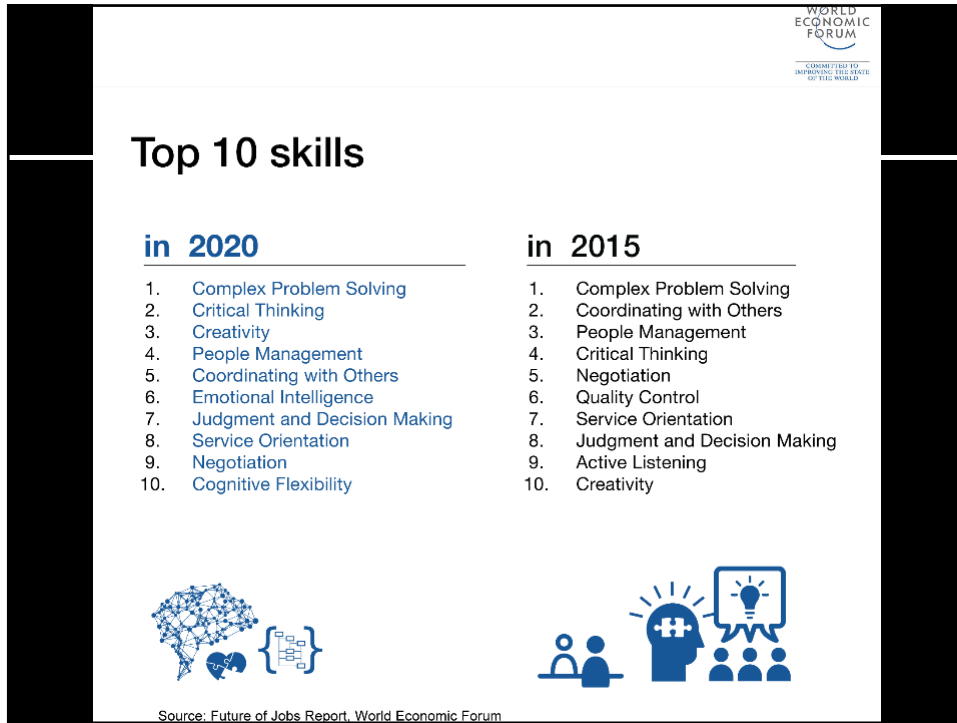 WORLD
ECONOMIC
FORUM
COMMITTED TO
IMPROVING THE STATE
OF THE WORLD
Top 10 skills
in 2020
1. Complex Problem Solving
2. Critical Thinking
3. Creativity
4. People Management
5. Coordinating with Others
6. Emotional Intelligence
7. Judgment and Decision Making
8. Service Orientation
9. Negotiation
10. Cognitive Flexibility
in 2015
1. Complex Problem Solving
2. Coordinating with Others
3. People Management
4. Critical Thinking
5. Negotiation
6. Quality Control
7. Service Orientation
8. Judgment and Decision Making
9. Active Listening
10. Creativity
Source: Future of Jobs Report, World Economic Forum